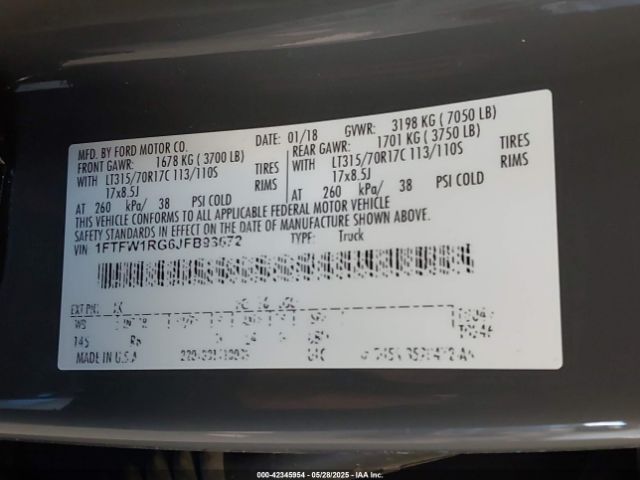 MFD. BY FORD MOTOR CO. DATE: 01/18 GVWR: 3198 KG ( 7050 LB)
FRONT GAWR: 1678 KG ( 3700 LB) REAR GAWR: 1701 KG ( 3750 LB)
WITH LT315/70R17C 113/110S TIRES WITH LT315/70R17C 113/110S TIRES
17x8.5J RIMS 17x8.5J RIMS
AT 260 kPa/ 38 PSI COLD AT 260 kPa/ 38 PSI COLD
THIS VEHICLE CONFORMS TO ALL APPLICABLE FEDERAL MOTOR VEHICLE
SAFETY STANDARDS IN EFFECT ON THE DATE OF MANUFACTURE SHOWN ABOVE.
VIN 1FTFW1RG6JFB93672 TYPE: Truck
EXT PNT:
WB
145
MADE IN U.S.A
000-42345954 - 05/28/2025 - IAA Inc.